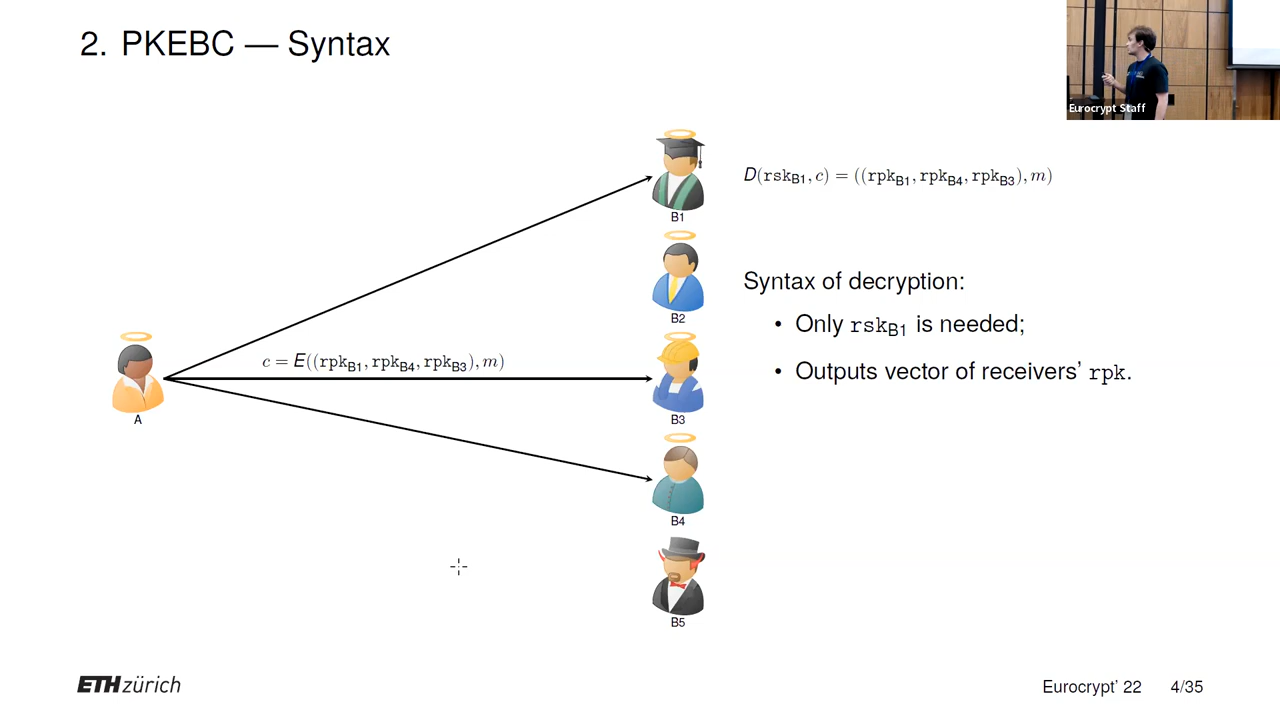 2. PKEBC — Syntax
Eurocrypt Staff
B1
D(rsk_B1, c) = ((rpk_B1, rpk_B4, rpk_B3), m)
B2
Syntax of decryption:
• Only rsk_B1 is needed;
• Outputs vector of receivers' rpk.
c = E((rpk_B1, rpk_B4, rpk_B3), m)
A
B3
B4
B5
ETH zürich
Eurocrypt' 22 4/35